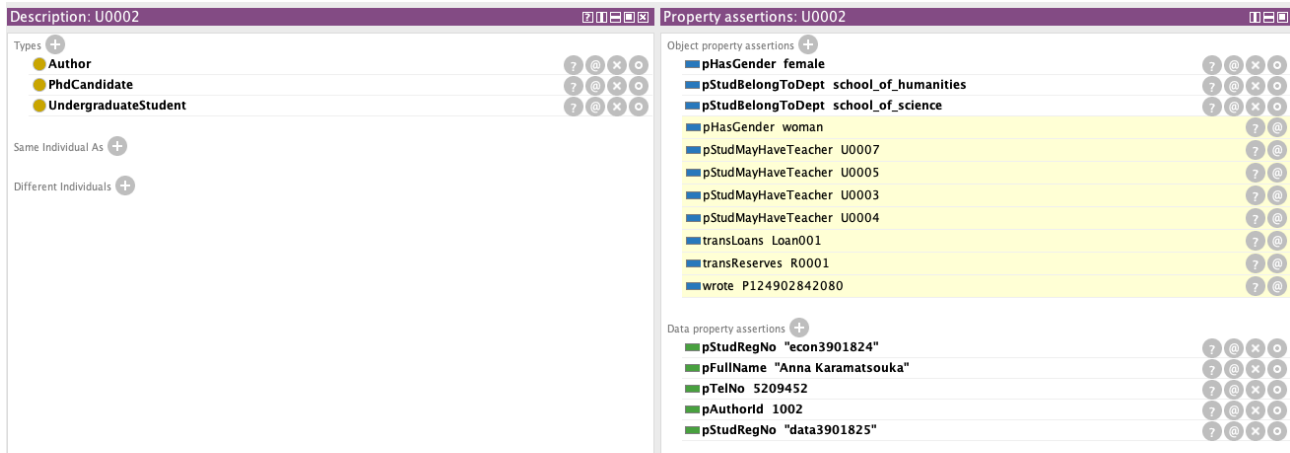 Description: U0002
Types
Author
PhdCandidate
UndergraduateStudent
Same Individual As
Different Individuals
Property assertions: U0002
Object property assertions
pHasGender female
pStudBelongToDept school_of_humanities
pStudBelongToDept school_of_science
pHasGender woman
pStudMayHaveTeacher U0007
pStudMayHaveTeacher U0005
pStudMayHaveTeacher U0003
pStudMayHaveTeacher U0004
transLoans Loan001
transReserves R0001
wrote P124902842080
Data property assertions
pStudRegNo "econ3901824"
pFullName "Anna Karamatsouka"
pTelNo 5209452
pAuthorId 1002
pStudRegNo "data3901825"